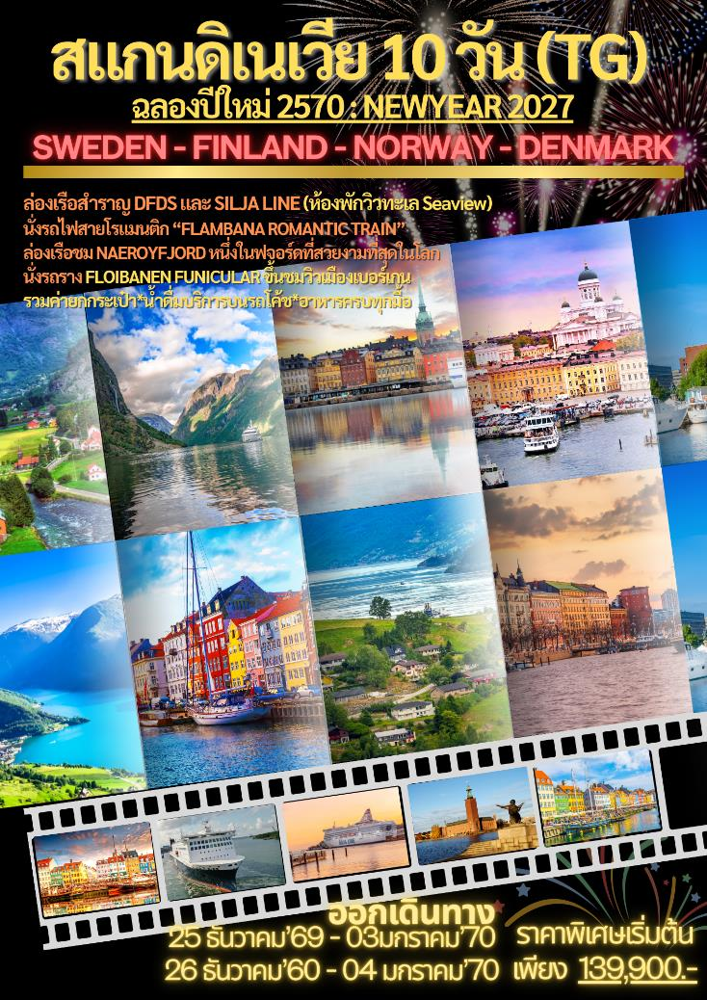 สแกนดิเนเวีย 10 วัน (TG)
ฉลองปีใหม่ 2570 : NEWYEAR 2027
SWEDEN - FINLAND - NORWAY - DENMARK
ล่องเรือสำราญ DFDS และ SILJA LINE (ห้องพักวิวทะเล Seaview)
นั่งรถไฟสายโรแมนติก “FLAMBANA ROMANTIC TRAIN”
ล่องเรือชม NAEROYFJORD หนึ่งในฟจอร์ดที่สวยงามที่สุดในโลก
นั่งรถราง FLOIBANEN FUNICULAR ขึ้นชมวิวเมืองเบอร์เกน
รวมค่ายกกระเป๋า*น้ำดื่มบริการบนรถโค้ช*อาหารครบทุกมื้อ
ออกเดินทาง
25 ธันวาคม’69 - 03มกราคม’70
ราคาพิเศษเริ่มต้น
26 ธันวาคม’60 - 04 มกราคม’70
เพียง 139,900.-